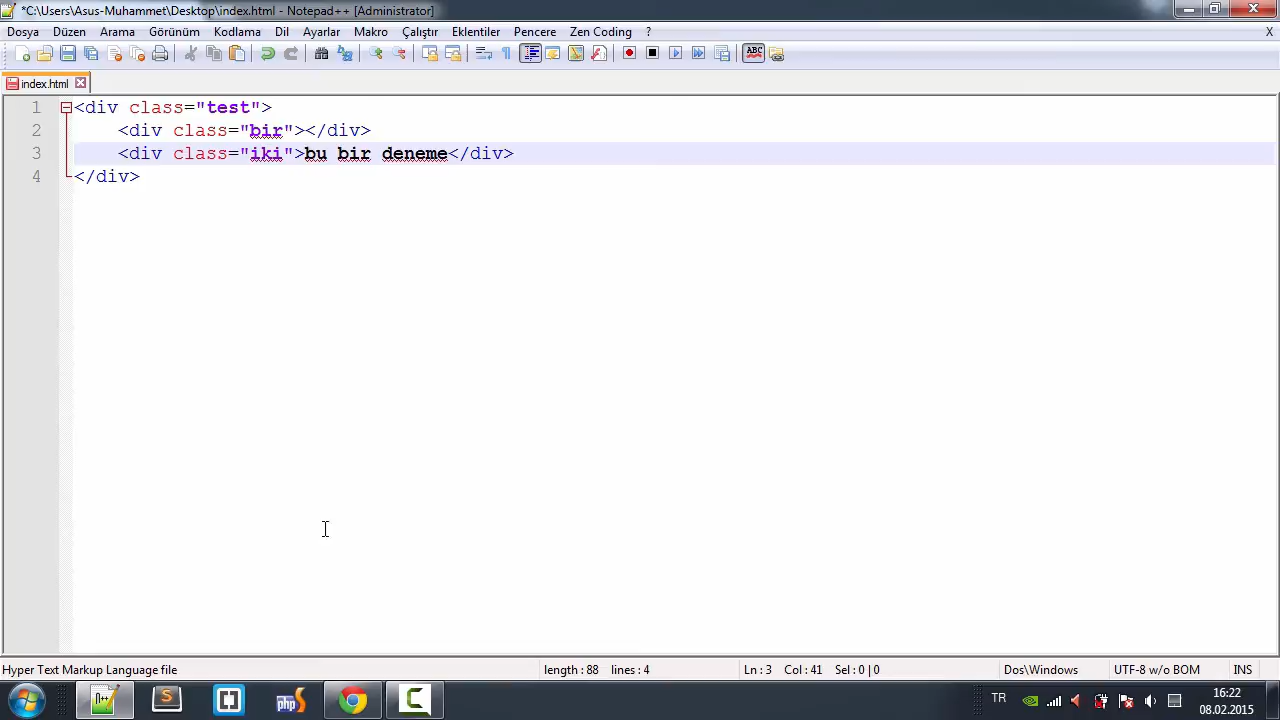 *C:\Users\Asus-Muhammet\Desktop\index.html - Notepad++ [Administrator]
Dosya Düzen Arama Görünüm Kodlama Dil Ayarlar Makro Çalıştır Eklentiler Pencere Zen Coding ? X
ABC
index.html
1 <div class="test">
2 <div class="bir"></div>
3 <div class="iki">bu bir deneme</div>
4 </div>
Hyper Text Markup Language file length : 88 lines : 4 Ln : 3 Col : 41 Sel : 0 | 0 Dos\Windows UTF-8 w/o BOM INS
TR 16:22
08.02.2015
php